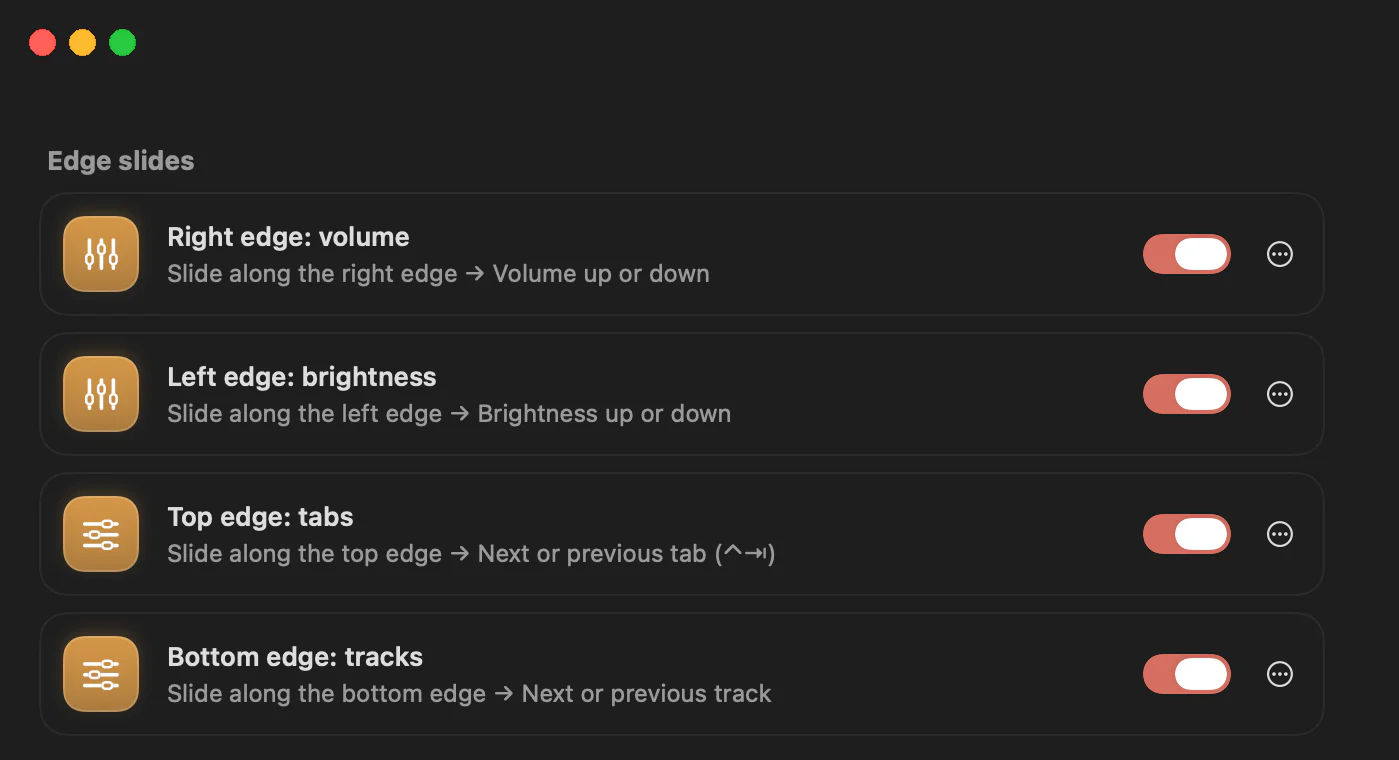 Edge slides
Right edge: volume
Slide along the right edge → Volume up or down
Left edge: brightness
Slide along the left edge → Brightness up or down
Top edge: tabs
Slide along the top edge → Next or previous tab (⌃⇥)
Bottom edge: tracks
Slide along the bottom edge → Next or previous track